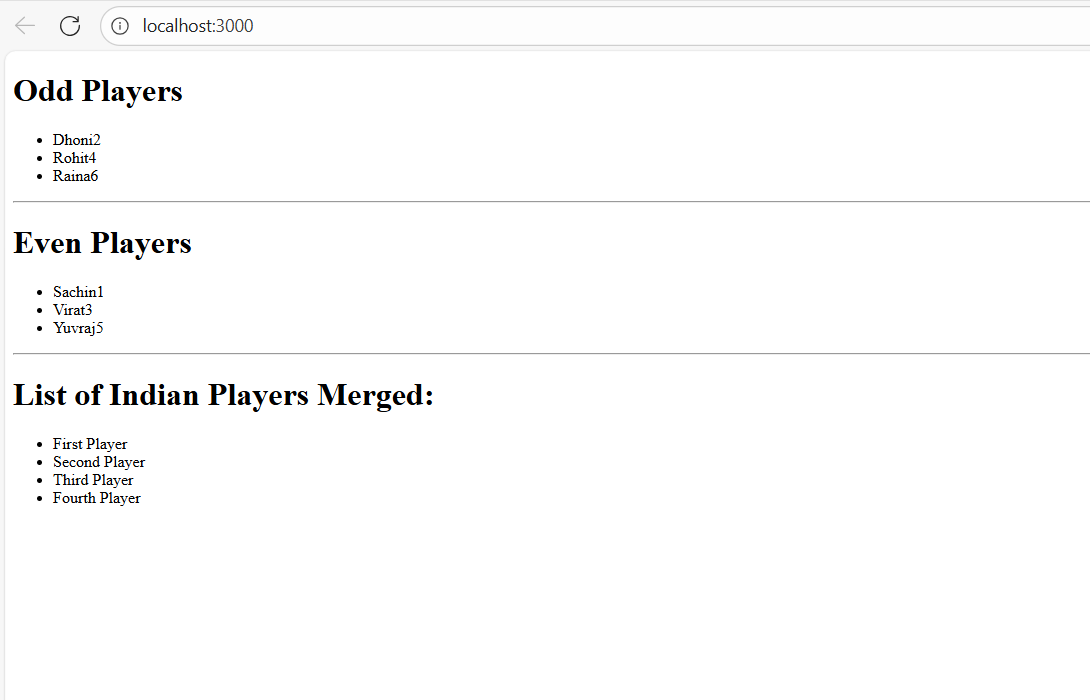 localhost:3000
Odd Players
Dhoni2
Rohit4
Raina6
Even Players
Sachin1
Virat3
Yuvraj5
List of Indian Players Merged:
First Player
Second Player
Third Player
Fourth Player